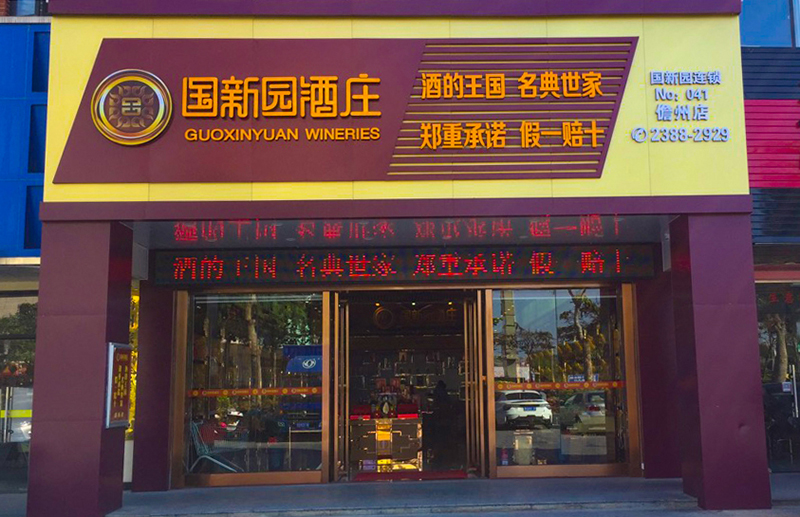 国新园酒庄
GUOXINYUAN WINERIES
酒的王国 名典世家
郑重承诺 假一赔十
国新园连锁
No: 041
儋州店
2388-2929
酒的王国 名典世家 郑重承诺 假一赔十